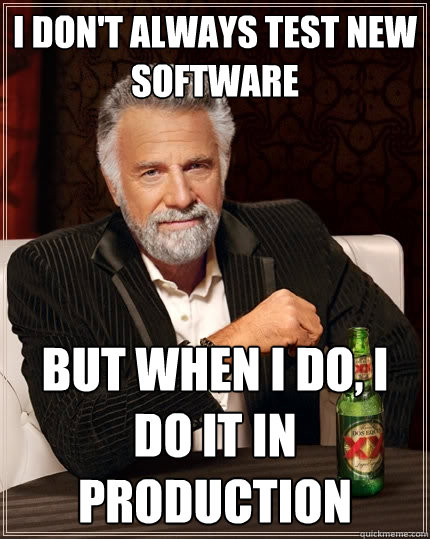 I DON'T ALWAYS TEST NEW
SOFTWARE
BUT WHEN I DO, I
DO IT IN
PRODUCTION
DOS EQUIS
XX
quickmeme.com